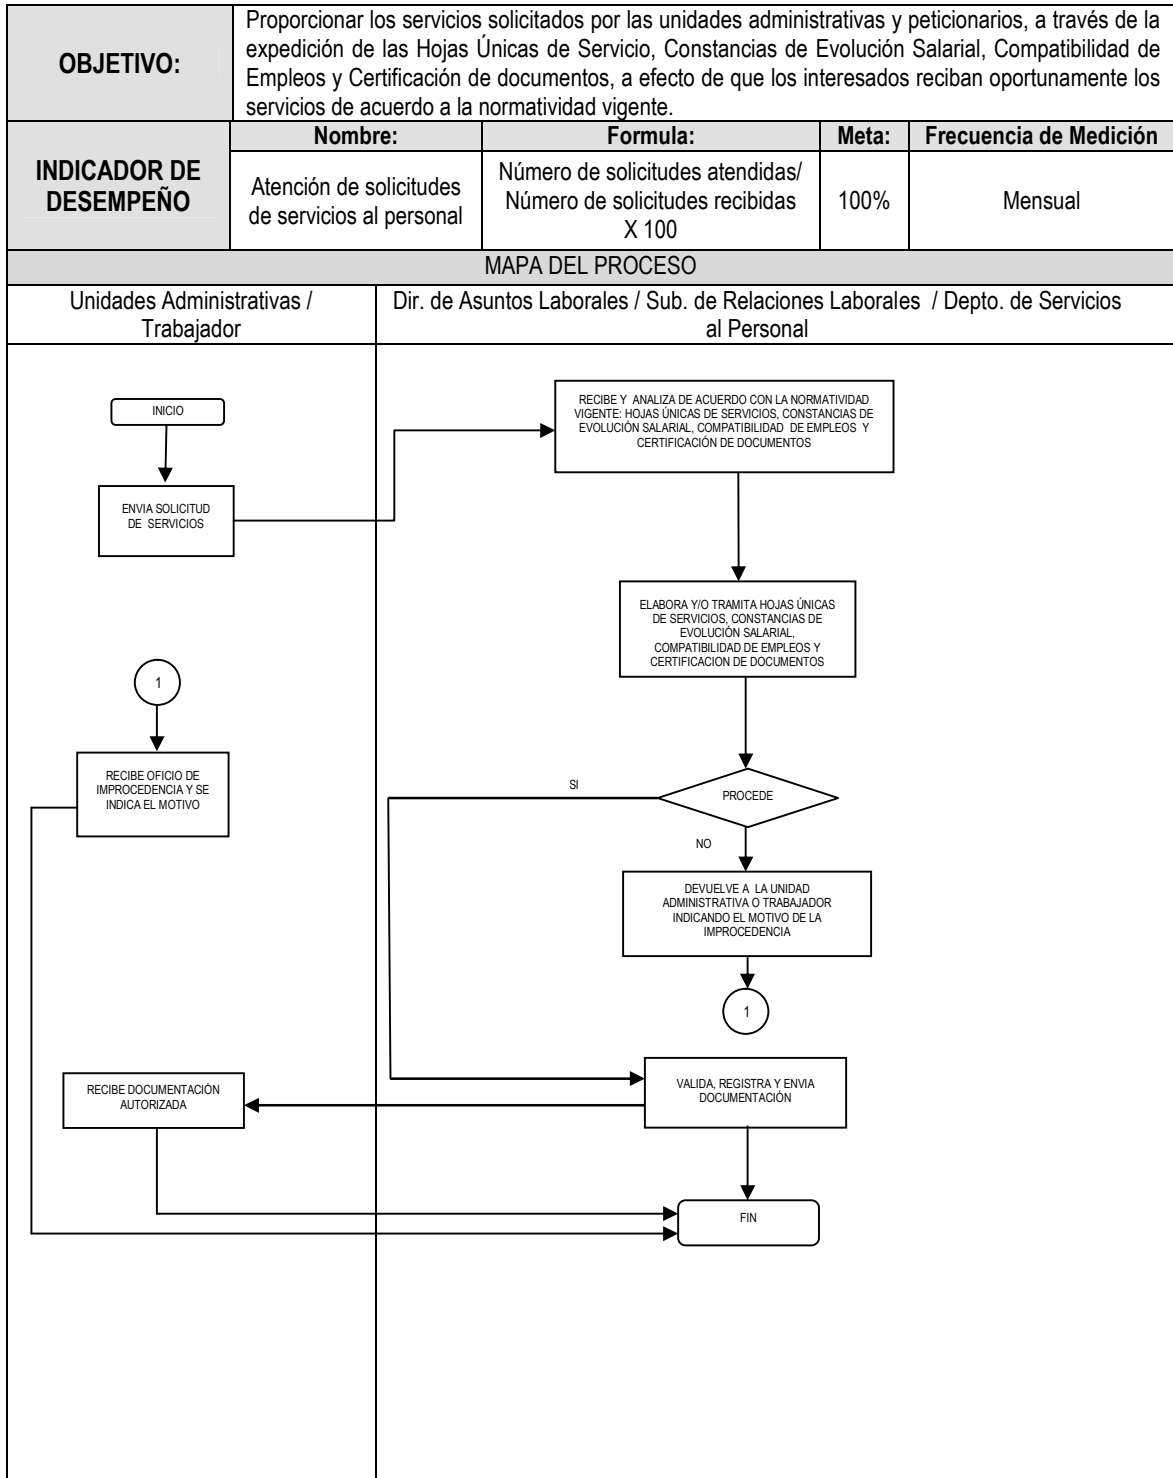 OBJETIVO:
Proporcionar los servicios solicitados por las unidades administrativas y peticionarios, a través de la
expedición de las Hojas Únicas de Servicio, Constancias de Evolución Salarial, Compatibilidad de
Empleos y Certificación de documentos, a efecto de que los interesados reciban oportunamente los
servicios de acuerdo a la normatividad vigente.
INDICADOR DE
DESEMPEÑO
Nombre:
Formula:
Meta:
Frecuencia de Medición
Atención de solicitudes
de servicios al personal
Número de solicitudes atendidas/
Número de solicitudes recibidas
X 100
100%
Mensual
MAPA DEL PROCESO
Unidades Administrativas /
Trabajador
Dir. de Asuntos Laborales / Sub. de Relaciones Laborales / Depto. de Servicios
al Personal
INICIO
ENVIA SOLICITUD
DE SERVICIOS
RECIBE Y ANALIZA DE ACUERDO CON LA NORMATIVIDAD
VIGENTE: HOJAS ÚNICAS DE SERVICIOS, CONSTANCIAS DE
EVOLUCIÓN SALARIAL, COMPATIBILIDAD DE EMPLEOS Y
CERTIFICACIÓN DE DOCUMENTOS
ELABORA Y/O TRAMITA HOJAS ÚNICAS
DE SERVICIOS, CONSTANCIAS DE
EVOLUCIÓN SALARIAL,
COMPATIBILIDAD DE EMPLEOS Y
CERTIFICACION DE DOCUMENTOS
1
RECIBE OFICIO DE
IMPROCEDENCIA Y SE
INDICA EL MOTIVO
SI
PROCEDE
NO
DEVUELVE A LA UNIDAD
ADMINISTRATIVA O TRABAJADOR
INDICANDO EL MOTIVO DE LA
IMPROCEDENCIA
1
RECIBE DOCUMENTACIÓN
AUTORIZADA
VALIDA, REGISTRA Y ENVIA
DOCUMENTACIÓN
FIN